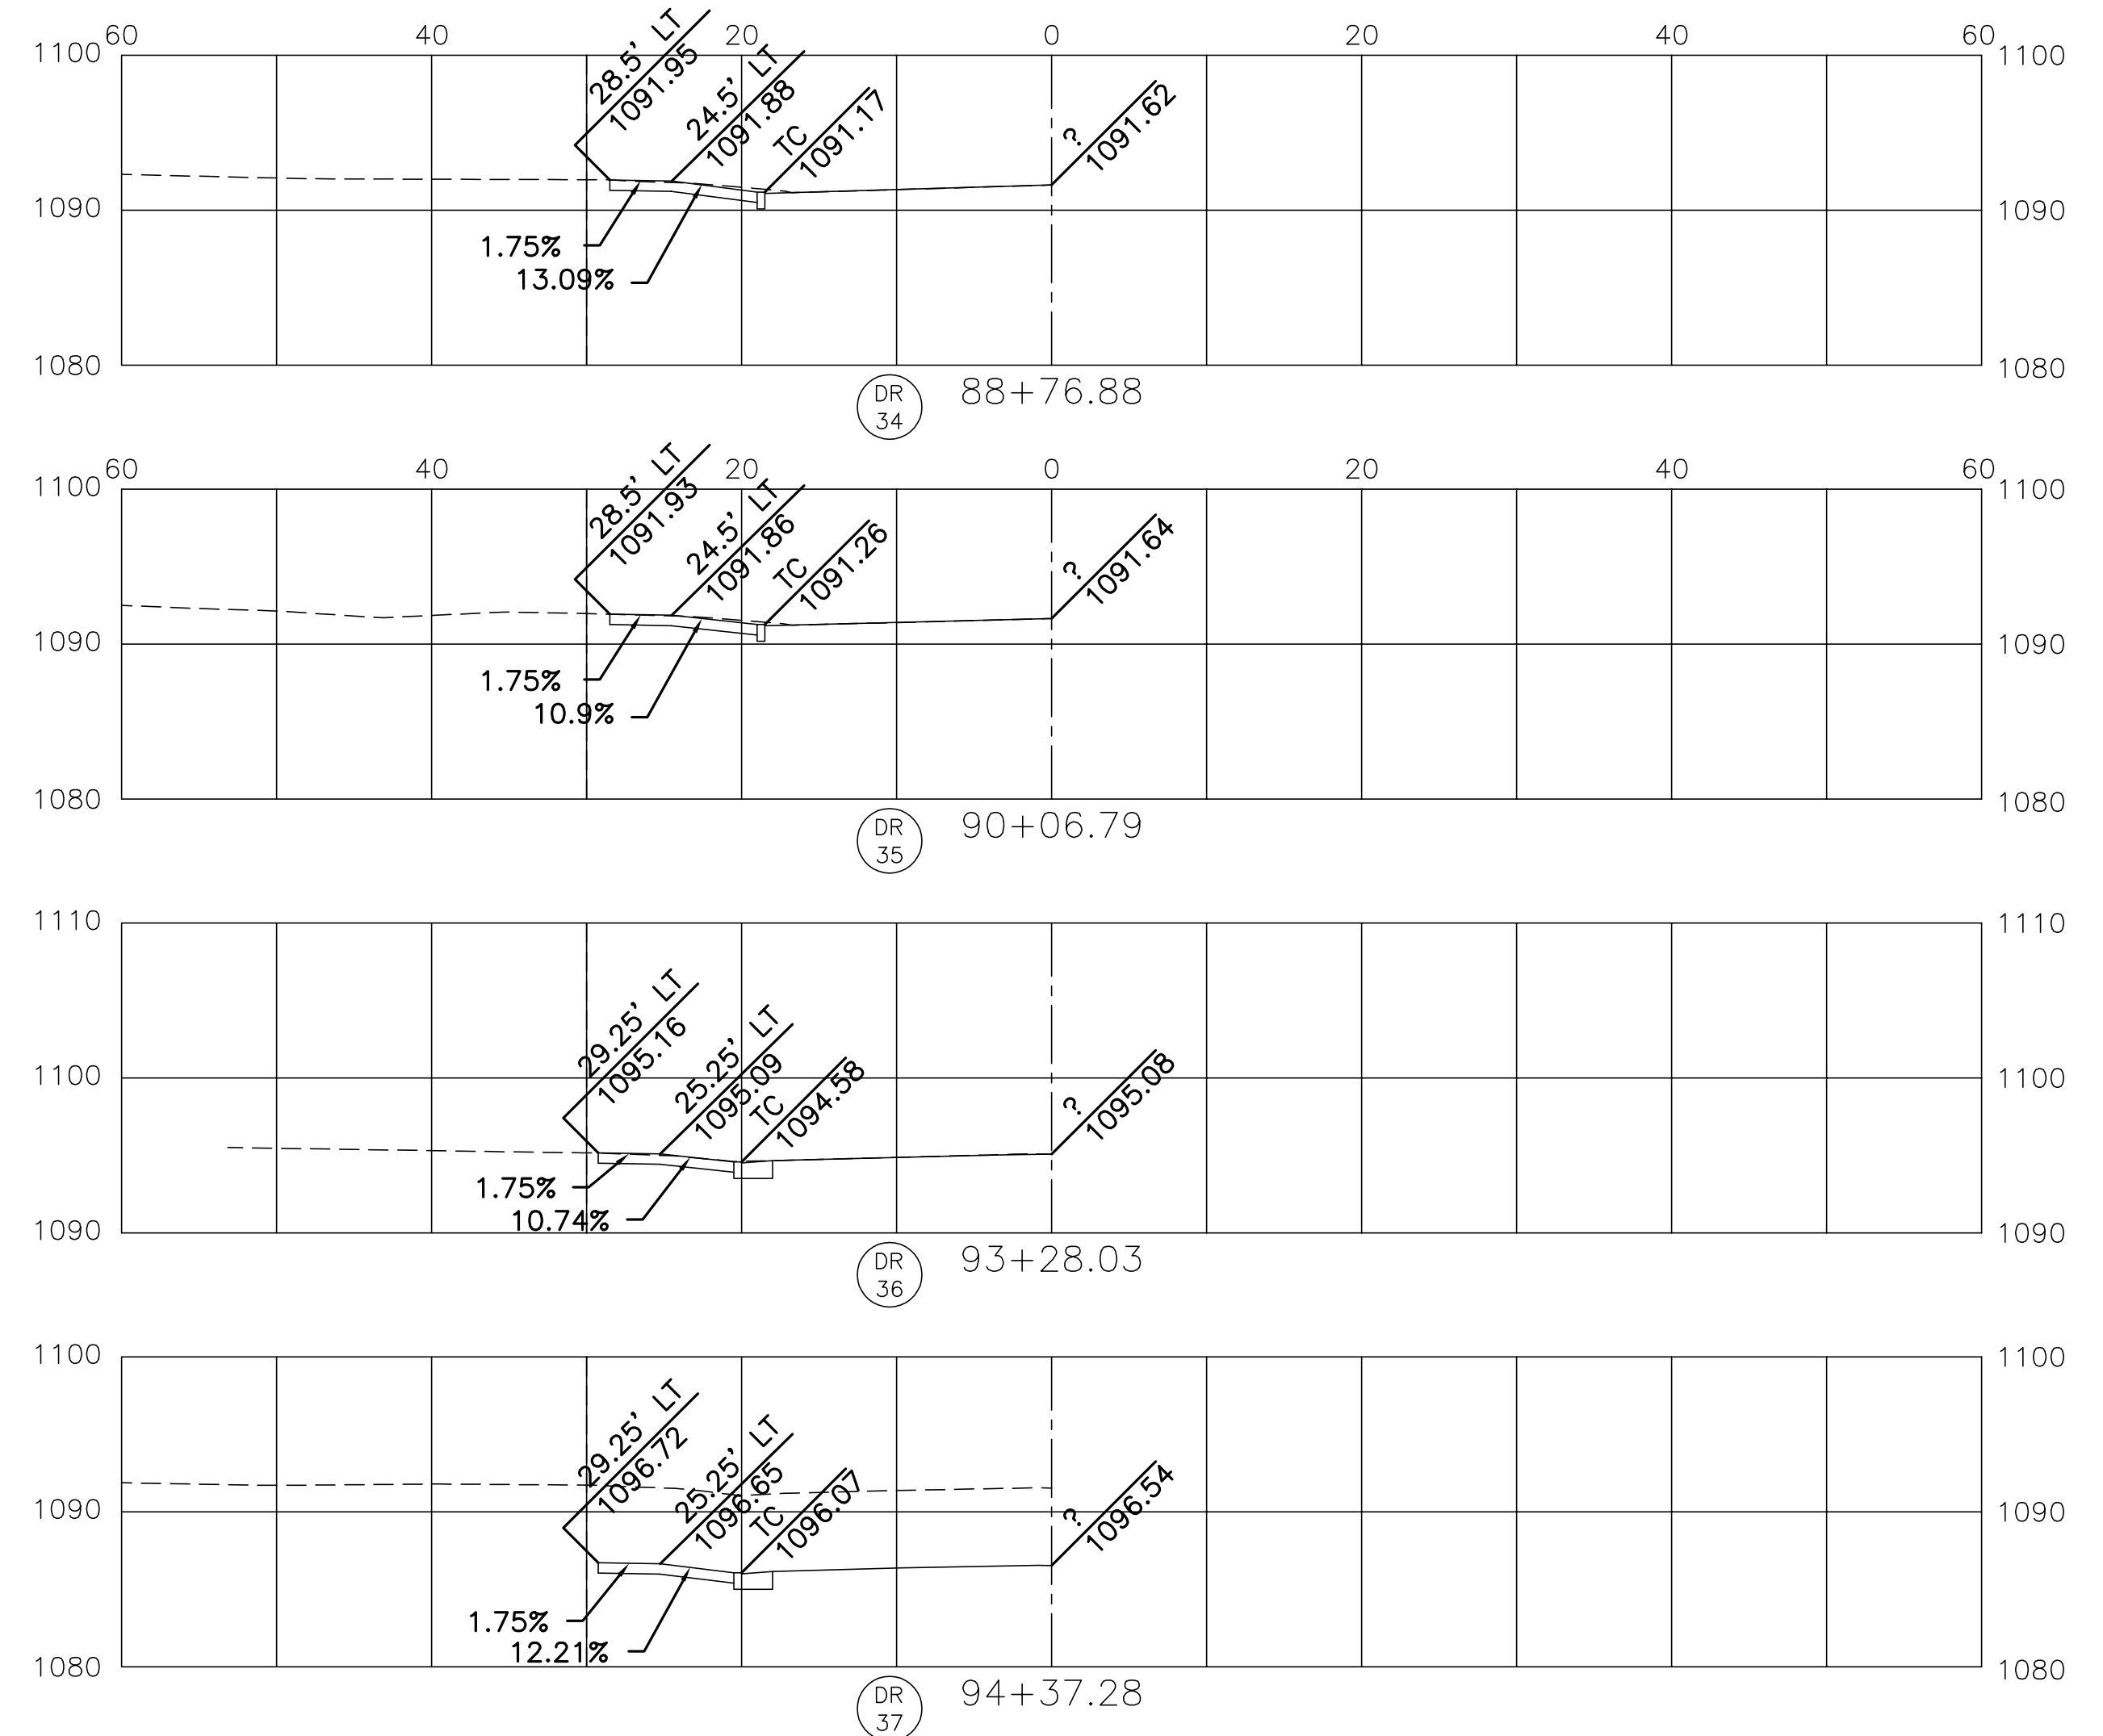 60 40 20 0 20 40 60
1100 1100
28.5' LT
1091.95
24.5' LT
1091.88
TC
1091.17
?
1091.62
1090 1090
1.75%
13.09%
1080 1080
DR
34
88+76.88
60 40 20 0 20 40 60
1100 1100
28.5' LT
1091.93
24.5' LT
1091.86
TC
1091.26
?
1091.64
1090 1090
1.75%
10.9%
1080 1080
DR
35
90+06.79
1110 1110
29.25' LT
1095.16
25.25' LT
1095.09
TC
1094.58
?
1095.08
1100 1100
1.75%
10.74%
1090 1090
DR
36
93+28.03
1100 1100
29.25' LT
1096.72
25.25' LT
1096.65
TC
1096.07
?
1096.54
1090 1090
1.75%
12.21%
1080 1080
DR
37
94+37.28